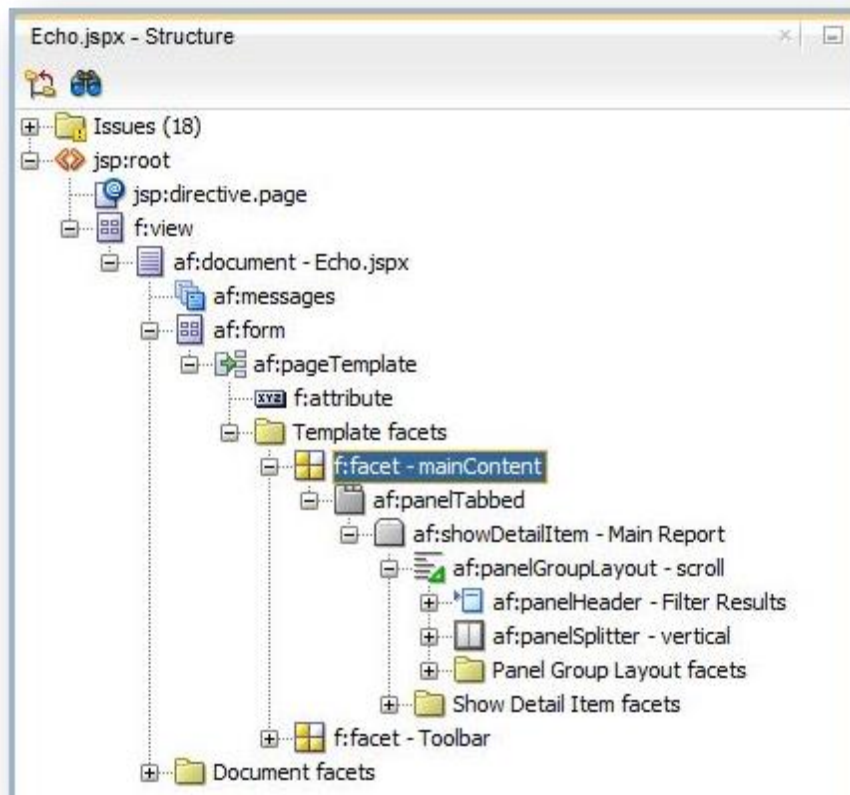 Echo.jspx - Structure
Issues (18)
jsp:root
jsp:directive.page
f:view
af:document - Echo.jspx
af:messages
af:form
af:pageTemplate
xyz f:attribute
Template facets
f:facet - mainContent
af:panelTabbed
af:showDetailItem - Main Report
af:panelGroupLayout - scroll
af:panelHeader - Filter Results
af:panelSplitter - vertical
Panel Group Layout facets
Show Detail Item facets
f:facet - Toolbar
Document facets